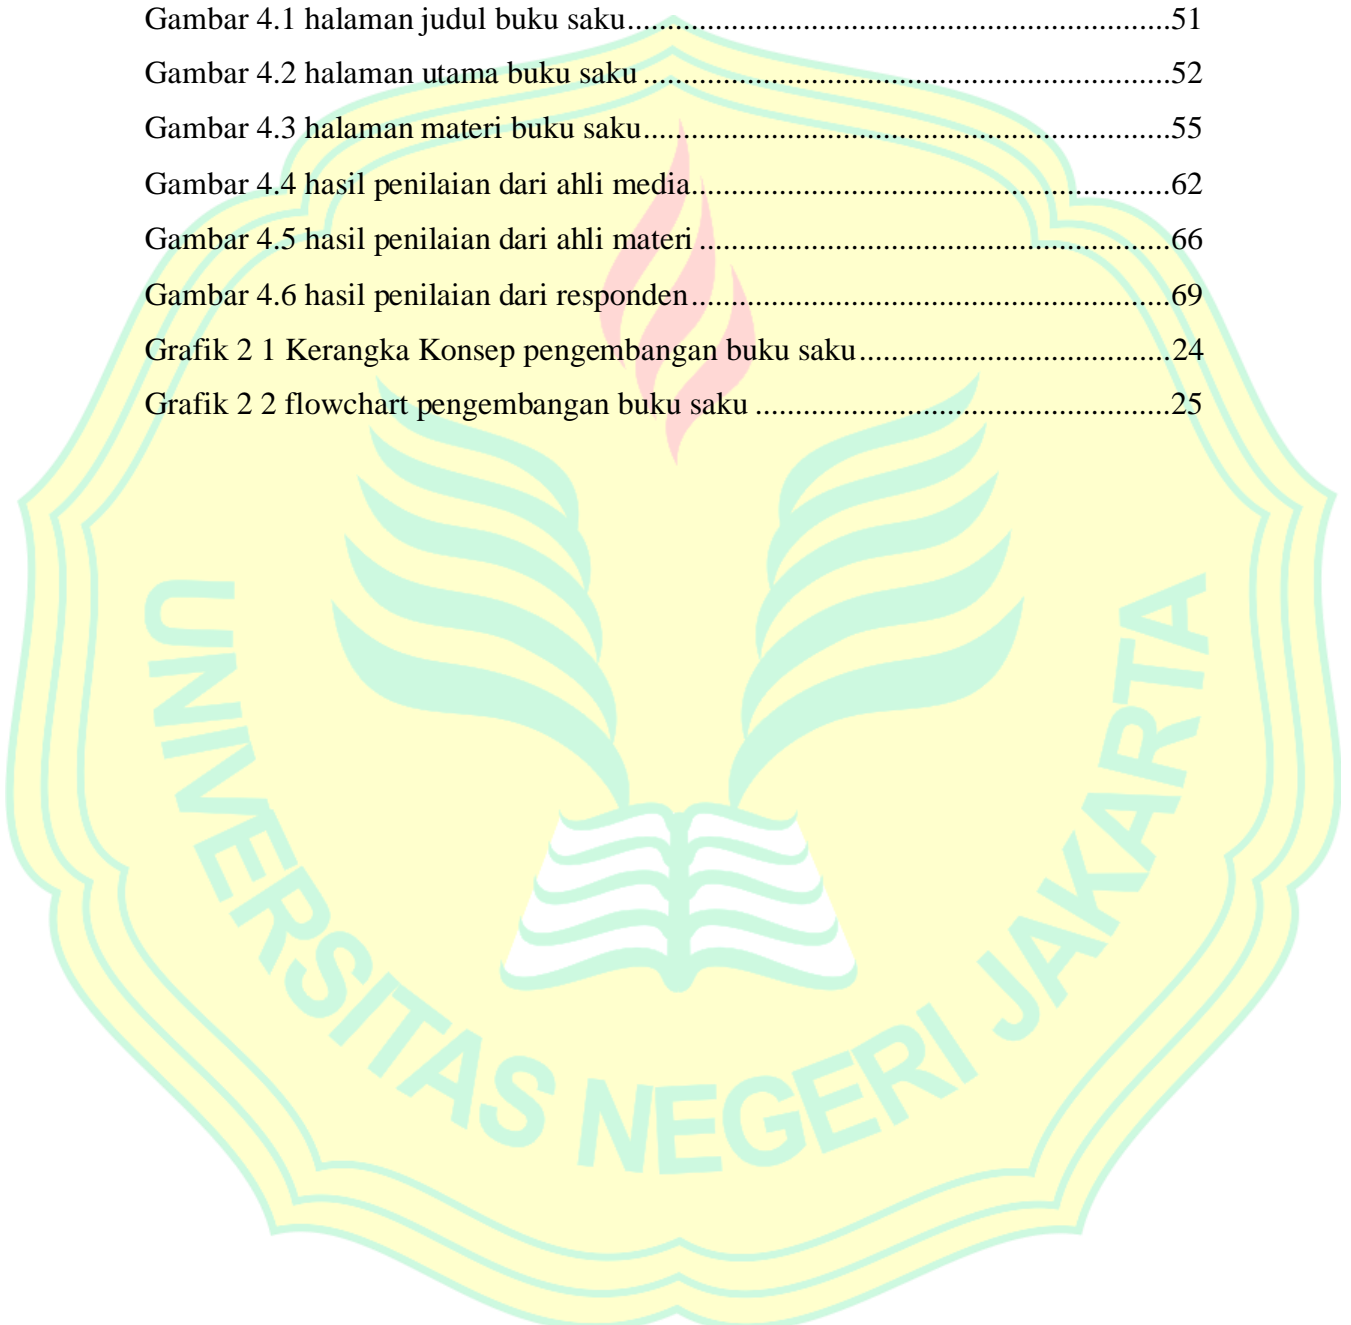 Gambar 4.1 halaman judul buku saku....................................................................51
Gambar 4.2 halaman utama buku saku ..................................................................52
Gambar 4.3 halaman materi buku saku..................................................................55
Gambar 4.4 hasil penilaian dari ahli media............................................................62
Gambar 4.5 hasil penilaian dari ahli materi ...........................................................66
Gambar 4.6 hasil penilaian dari responden............................................................69
Grafik 2 1 Kerangka Konsep pengembangan buku saku.......................................24
Grafik 2 2 flowchart pengembangan buku saku ....................................................25
UNIVERSITAS NEGERI JAKARTA